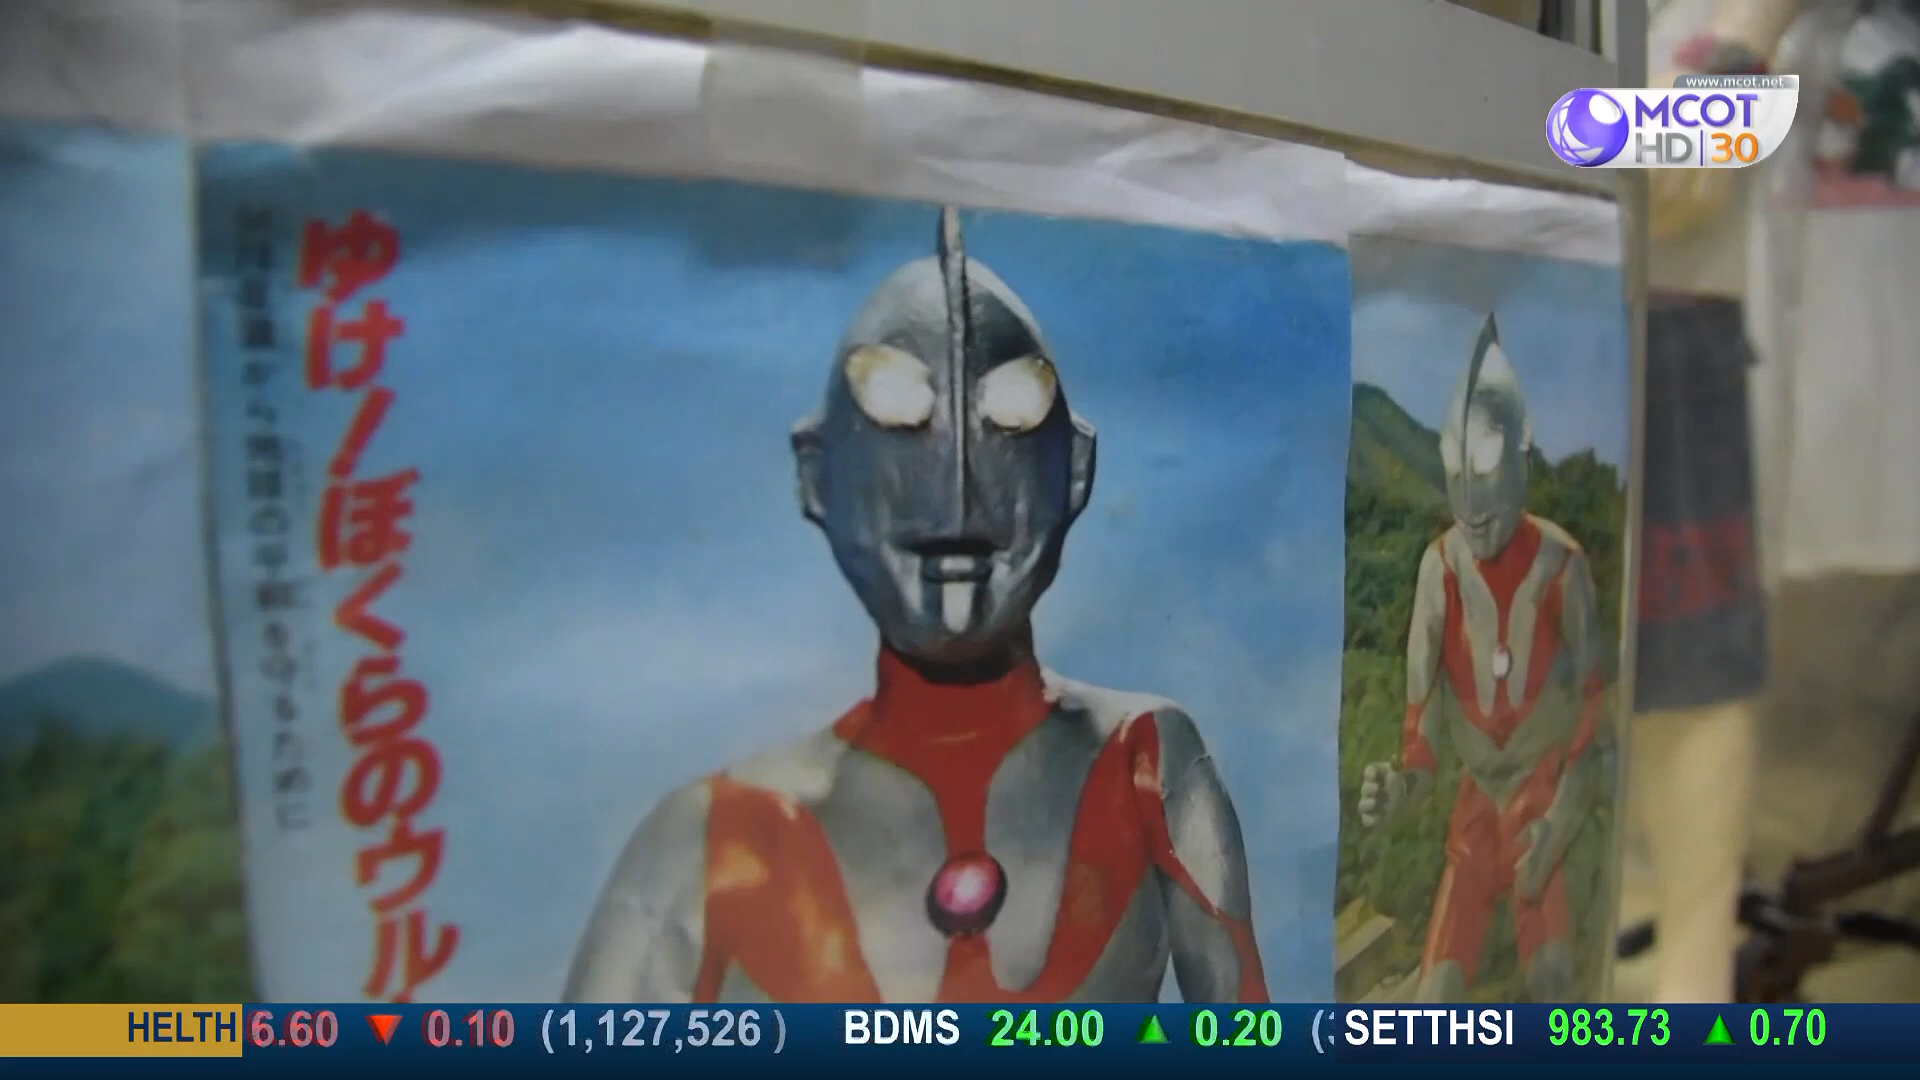 www.mcot.net
MCOT
HD|30
ゆけ!ぼくらのウル
HELTH 6.60 ▼ 0.10 (1,127,526) BDMS 24.00 ▲ 0.20 ( SETTHSI 983.73 ▲ 0.70